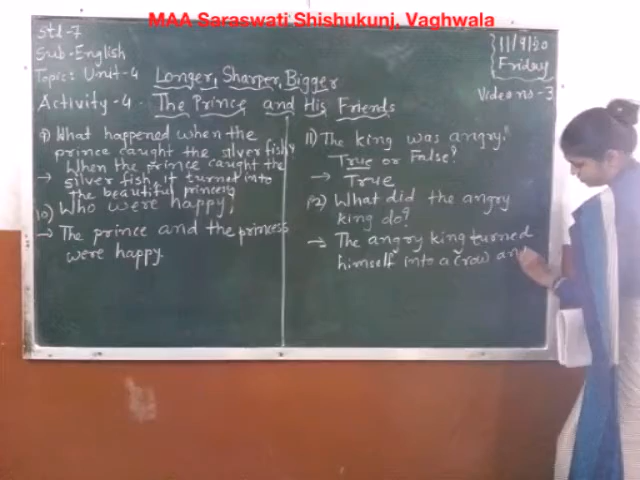 MAA Saraswati Shishukunj, Vaghwala
Std-7
Sub-English
Topic: Unit-4 Longer, Sharper, Bigger
Activity-4 The Prince and His Friends
11/9/20
Friday
Video no-3
9) What happened when the
prince caught the silver fish?
→ When the prince caught the
silver fish, it turned into
the beautiful princess
10) Who were happy?
→ The prince and the princess
were happy.
11) The king was angry.
True or False?
→ True
12) What did the angry
king do?
→ The angry king turned
himself into a crow an